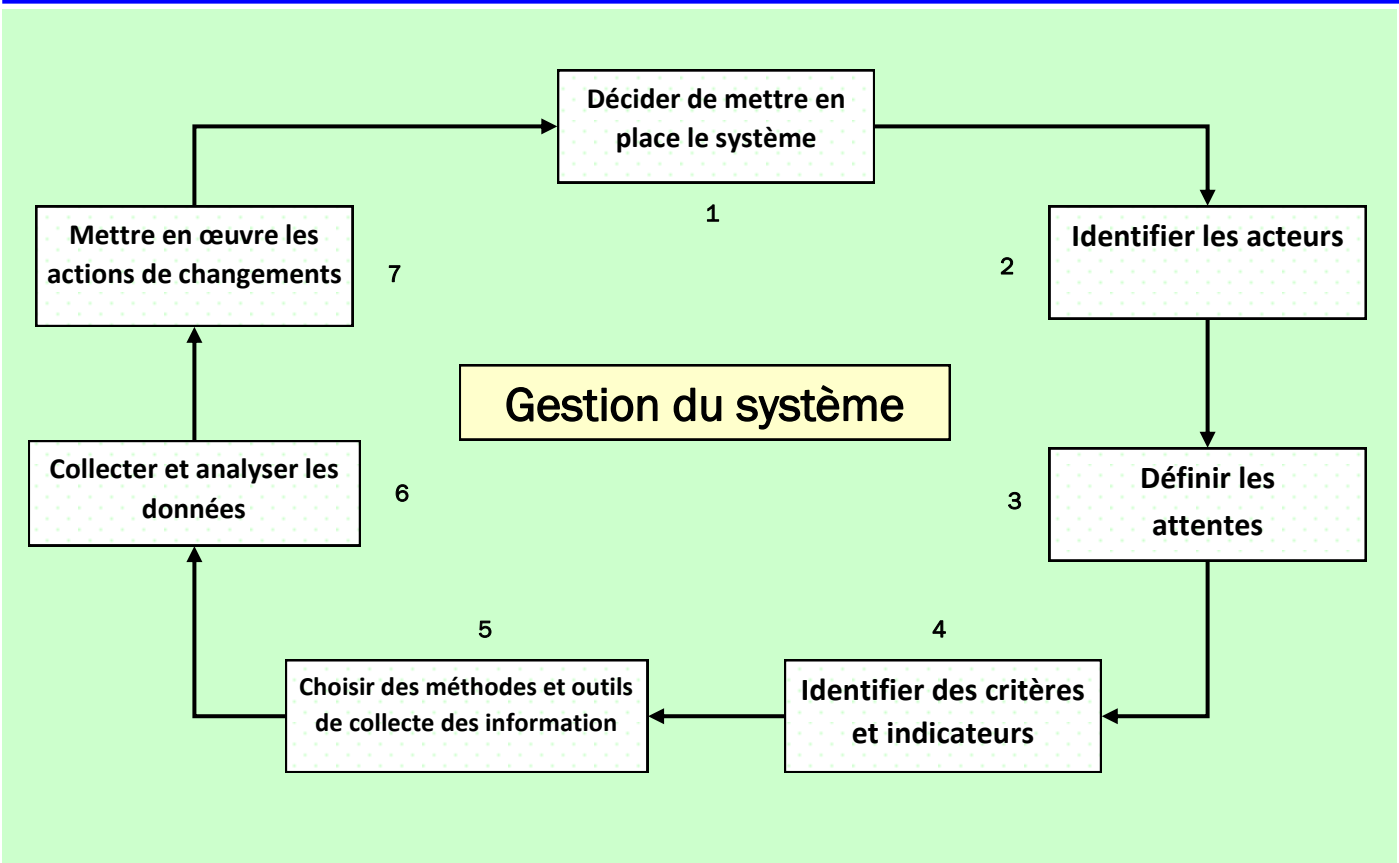 Décider de mettre en
place le système
1
Identifier les acteurs
2
Définir les
attentes
3
Identifier des critères
et indicateurs
4
Choisir des méthodes et outils
de collecte des information
5
Collecter et analyser les
données
6
Mettre en œuvre les
actions de changements
7
Gestion du système